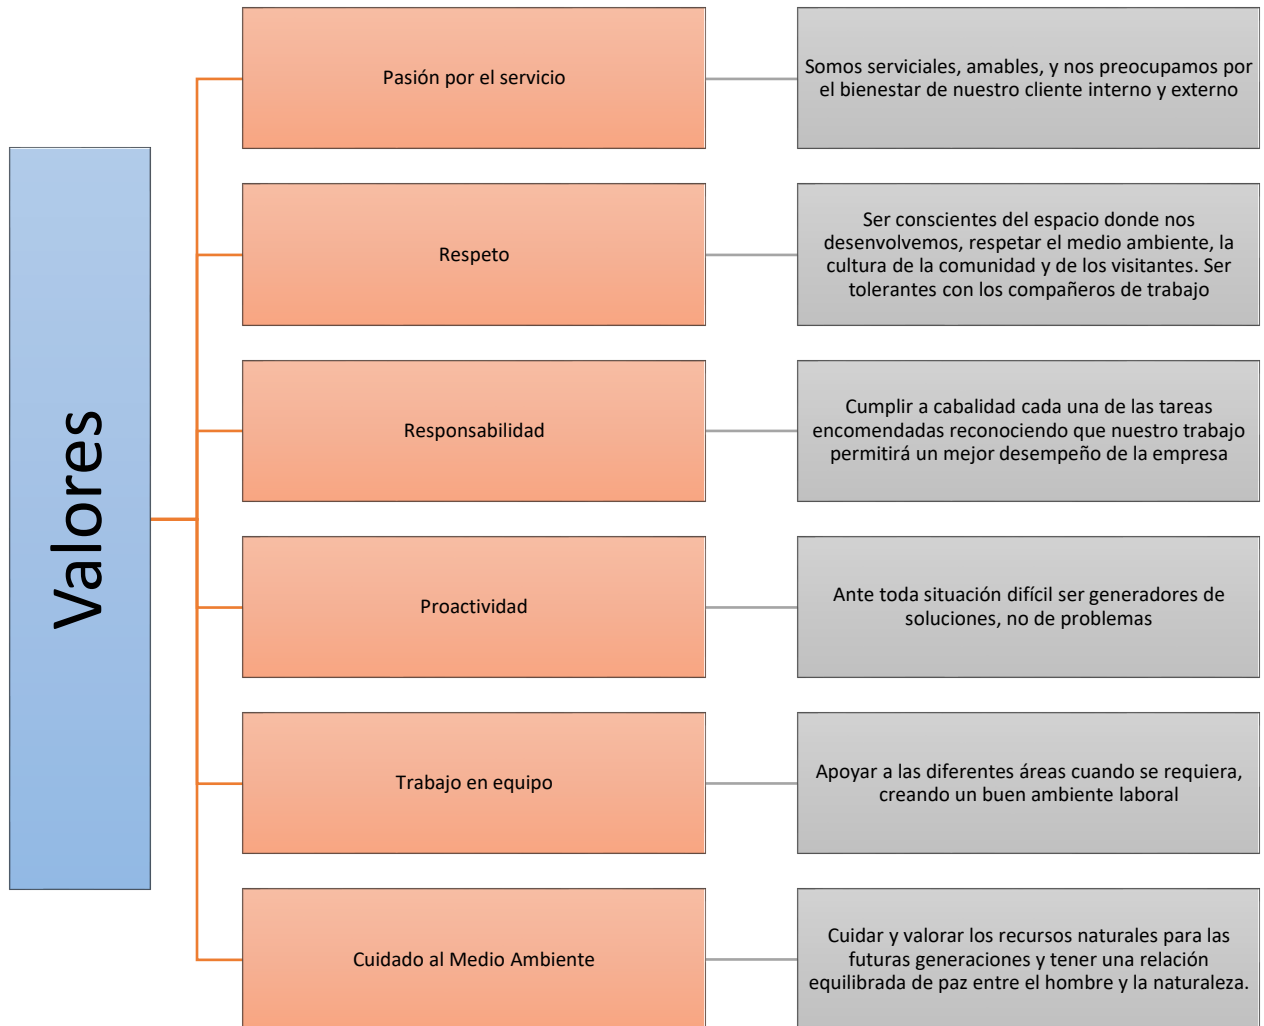 Valores
Pasión por el servicio
Somos serviciales, amables, y nos preocupamos por
el bienestar de nuestro cliente interno y externo
Respeto
Ser conscientes del espacio donde nos
desenvolvemos, respetar el medio ambiente, la
cultura de la comunidad y de los visitantes. Ser
tolerantes con los compañeros de trabajo
Responsabilidad
Cumplir a cabalidad cada una de las tareas
encomendadas reconociendo que nuestro trabajo
permitirá un mejor desempeño de la empresa
Proactividad
Ante toda situación difícil ser generadores de
soluciones, no de problemas
Trabajo en equipo
Apoyar a las diferentes áreas cuando se requiera,
creando un buen ambiente laboral
Cuidado al Medio Ambiente
Cuidar y valorar los recursos naturales para las
futuras generaciones y tener una relación
equilibrada de paz entre el hombre y la naturaleza.